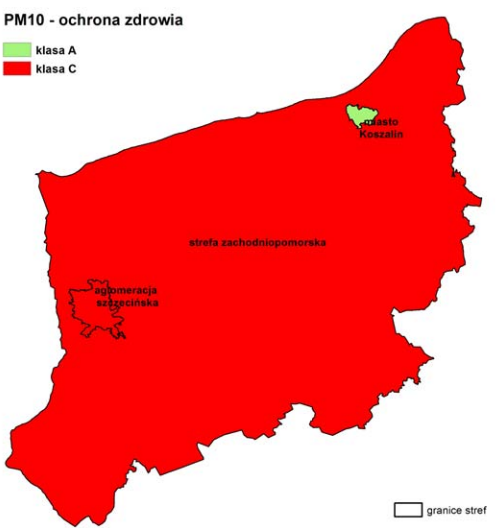 PM10 - ochrona zdrowia
klasa A
klasa C
miasto
Koszalin
strefa zachodniopomorska
aglomeracja
szczecińska
granice stref